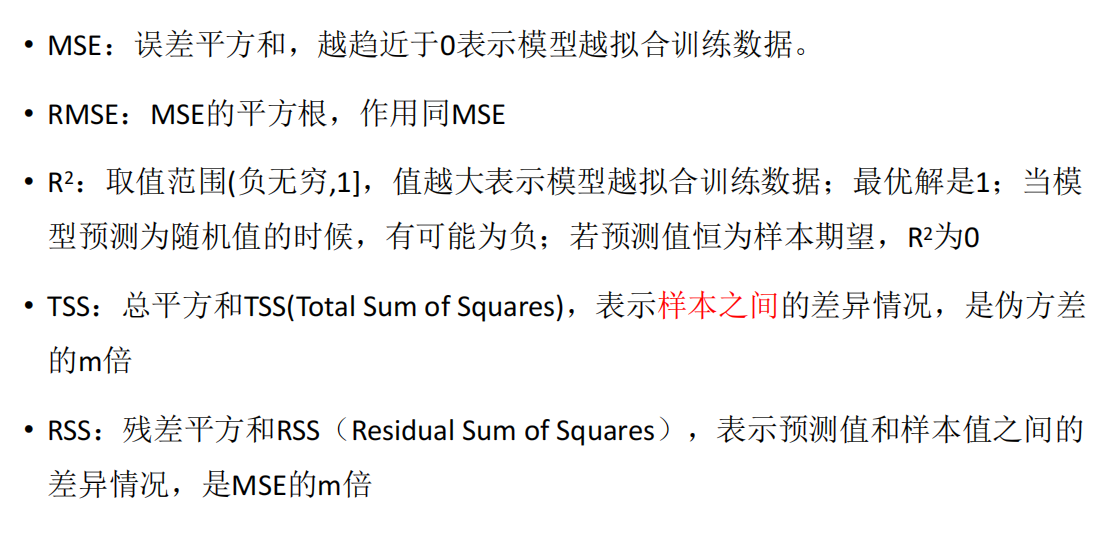 • MSE：误差平方和，越趋近于0表示模型越拟合训练数据。
• RMSE：MSE的平方根，作用同MSE
• R²：取值范围(负无穷,1]，值越大表示模型越拟合训练数据；最优解是1；当模
型预测为随机值的时候，有可能为负；若预测值恒为样本期望，R²为0
• TSS：总平方和TSS(Total Sum of Squares)，表示样本之间的差异情况，是伪方差
的m倍
• RSS：残差平方和RSS（Residual Sum of Squares），表示预测值和样本值之间的
差异情况，是MSE的m倍